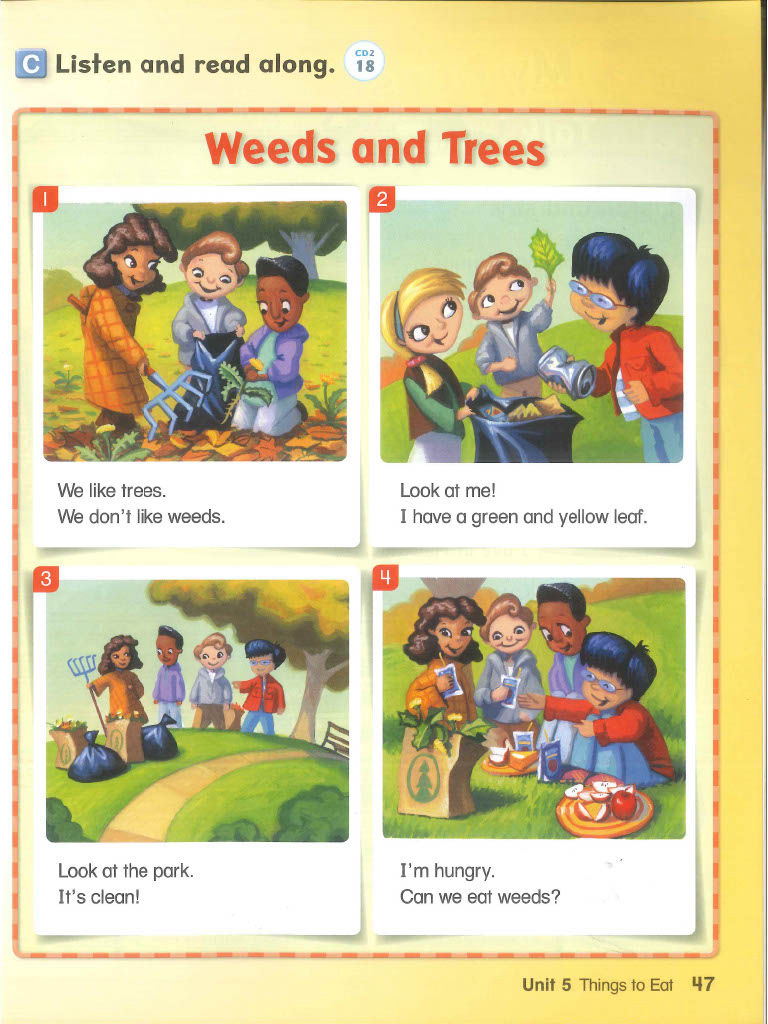 C Listen and read along. CD2 18
Weeds and Trees
1
We like trees.
We don't like weeds.
2
Look at me!
I have a green and yellow leaf.
3
Look at the park.
It's clean!
4
I'm hungry.
Can we eat weeds?
Unit 5 Things to Eat 47